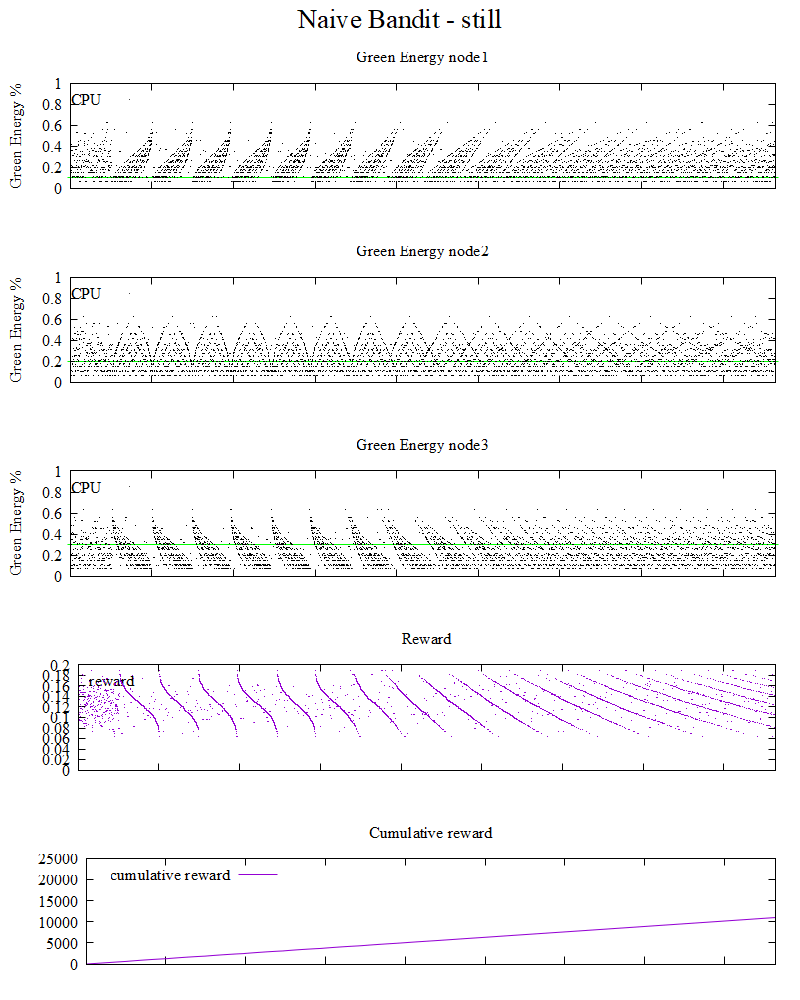 Naive Bandit - still
Green Energy node1
Green Energy %
1
0.8
0.6
0.4
0.2
0
CPU
Green Energy node2
Green Energy %
1
0.8
0.6
0.4
0.2
0
CPU
Green Energy node3
Green Energy %
1
0.8
0.6
0.4
0.2
0
CPU
Reward
0.2
0.18
0.16
0.14
0.12
0.1
0.08
0.06
0.04
0.02
0
reward
Cumulative reward
25000
20000
15000
10000
5000
0
cumulative reward